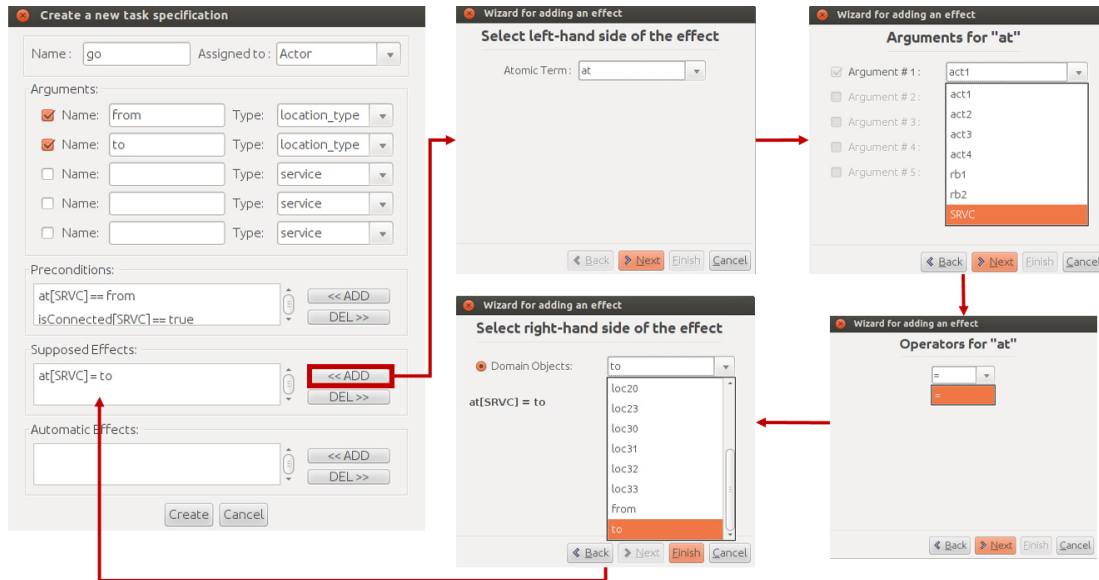 Create a new task specification
Name: go Assigned to: Actor
Arguments:
Name: from Type: location_type
Name: to Type: location_type
Name: Type: service
Name: Type: service
Name: Type: service
Preconditions:
at[SRVC] == from
isConnected[SRVC] == true
<< ADD
DEL >>
Supposed Effects:
at[SRVC] = to
<< ADD
DEL >>
Automatic Effects:
<< ADD
DEL >>
Create Cancel
Wizard for adding an effect
Select left-hand side of the effect
Atomic Term: at
Back Next Finish Cancel
Wizard for adding an effect
Arguments for "at"
Argument # 1: act1
Argument # 2:
Argument # 3:
Argument # 4:
Argument # 5:
act1
act2
act3
act4
rb1
rb2
SRVC
Back Next Finish Cancel
Wizard for adding an effect
Operators for "at"
=
=
Back Next Finish Cancel
Wizard for adding an effect
Select right-hand side of the effect
Domain Objects: to
at[SRVC] = to
loc20
loc23
loc30
loc31
loc32
loc33
from
to
Back Next Finish Cancel